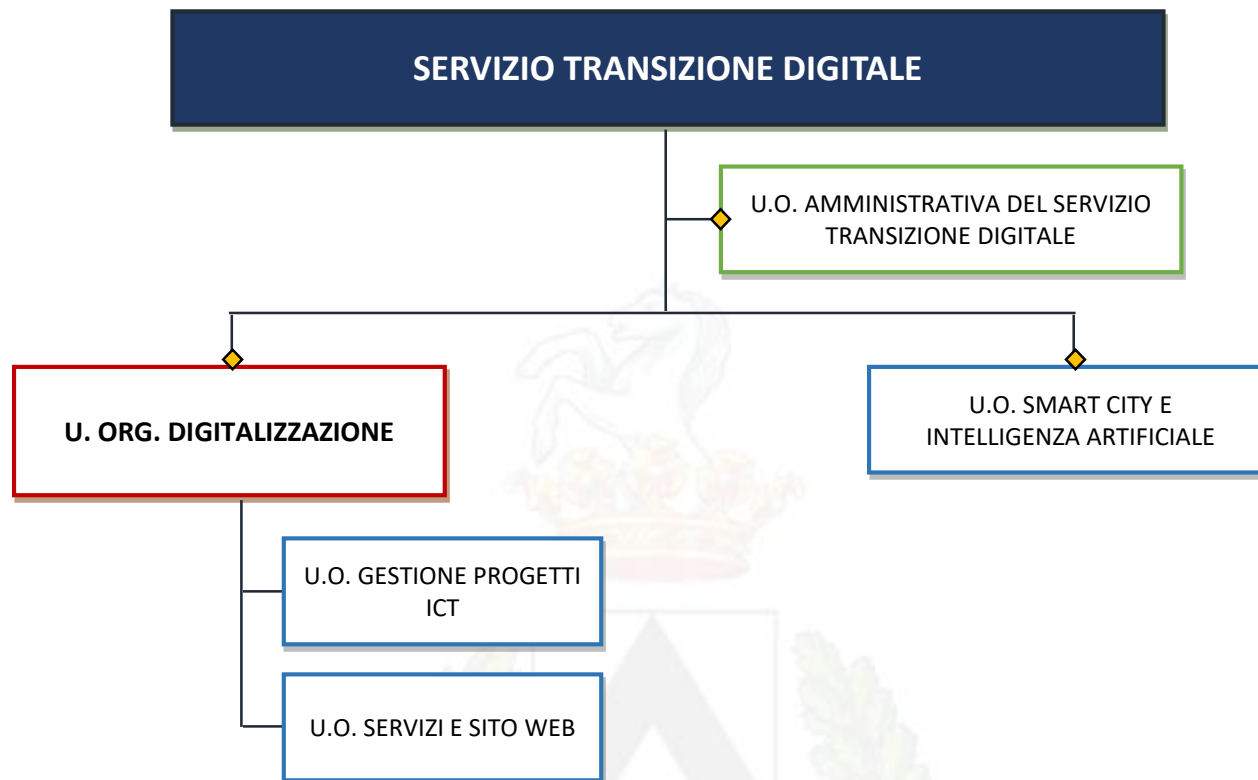 SERVIZIO TRANSIZIONE DIGITALE
U.O. AMMINISTRATIVA DEL SERVIZIO
TRANSIZIONE DIGITALE
U. ORG. DIGITALIZZAZIONE
U.O. SMART CITY E
INTELLIGENZA ARTIFICIALE
U.O. GESTIONE PROGETTI
ICT
U.O. SERVIZI E SITO WEB